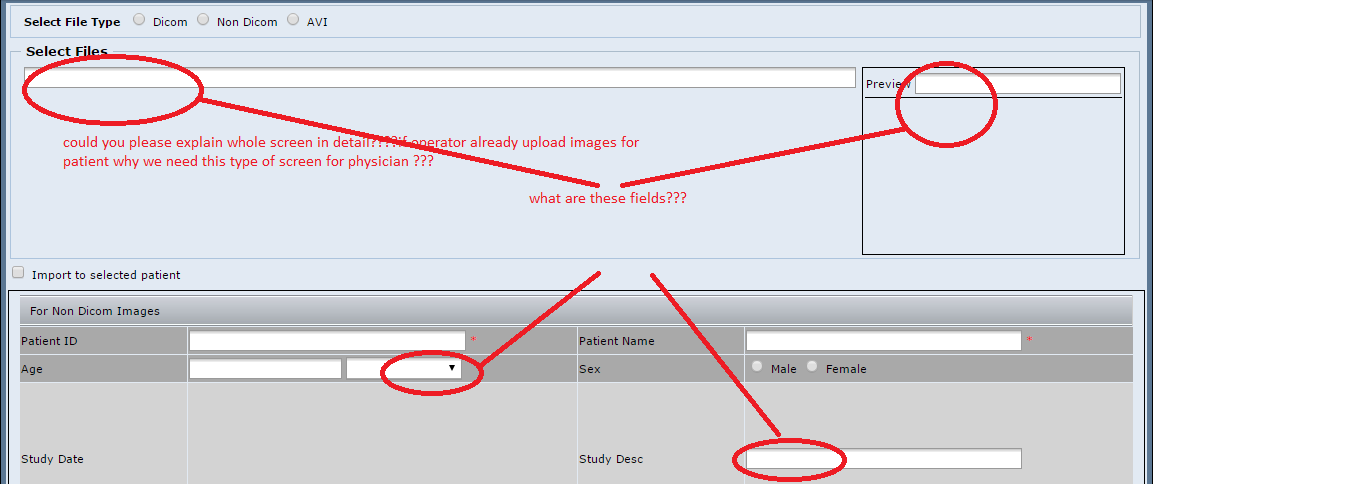 Select File Type Dicom Non Dicom AVI
Select Files
Preview
could you please explain whole screen in detail????if operator already upload images for
patient why we need this type of screen for physician ???
what are these fields???
Import to selected patient
For Non Dicom Images
Patient ID * Patient Name *
Age Sex Male Female
Study Date Study Desc